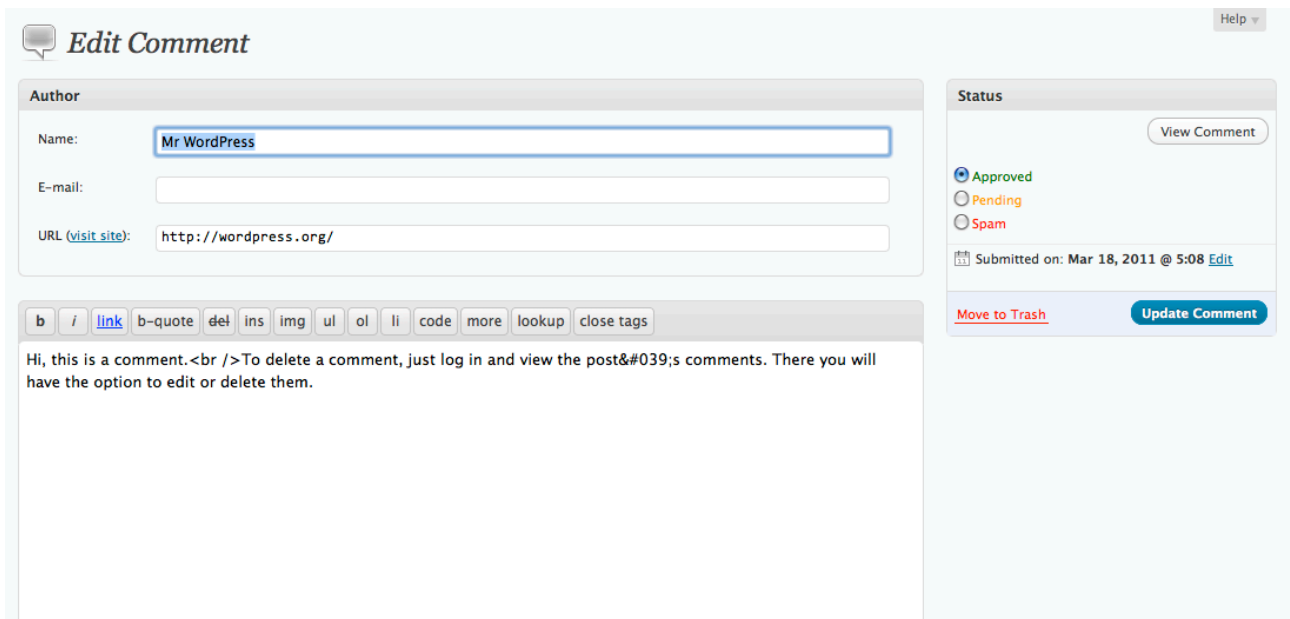 Help
Edit Comment
Author
Name:
Mr WordPress
E-mail:
URL (visit site):
http://wordpress.org/
Status
View Comment
Approved
Pending
Spam
11
Submitted on: Mar 18, 2011 @ 5:08 Edit
Move to Trash
Update Comment
b i link b-quote del ins img ul ol li code more lookup close tags
Hi, this is a comment.<br />To delete a comment, just log in and view the post&#039;s comments. There you will
have the option to edit or delete them.